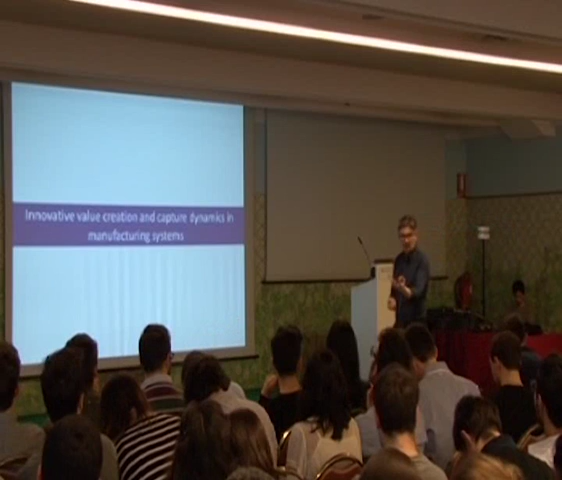 Innovative value creation and capture dynamics in
manufacturing systems